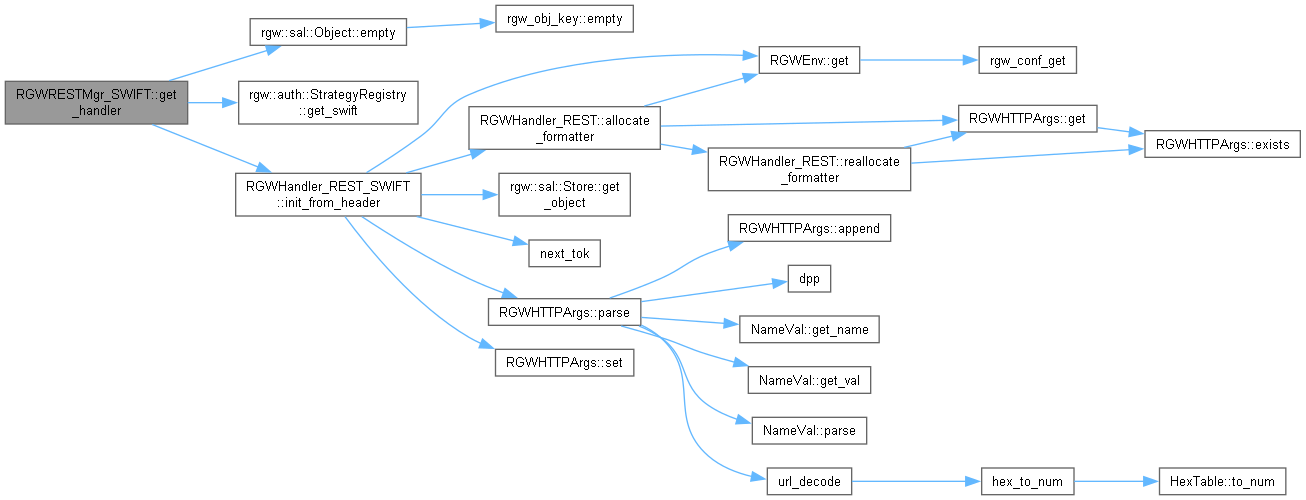 RGWRESTMgr_SWIFT::get
_handler
rgw::sal::Object::empty
rgw_obj_key::empty
rgw::auth::StrategyRegistry
::get_swift
RGWHandler_REST_SWIFT
::init_from_header
RGWEnv::get
rgw_conf_get
RGWHandler_REST::allocate
_formatter
RGWHTTPArgs::get
RGWHTTPArgs::exists
RGWHandler_REST::reallocate
_formatter
rgw::sal::Store::get
_object
next_tok
RGWHTTPArgs::parse
RGWHTTPArgs::append
dpp
NameVal::get_name
NameVal::get_val
NameVal::parse
url_decode
hex_to_num
HexTable::to_num
RGWHTTPArgs::set